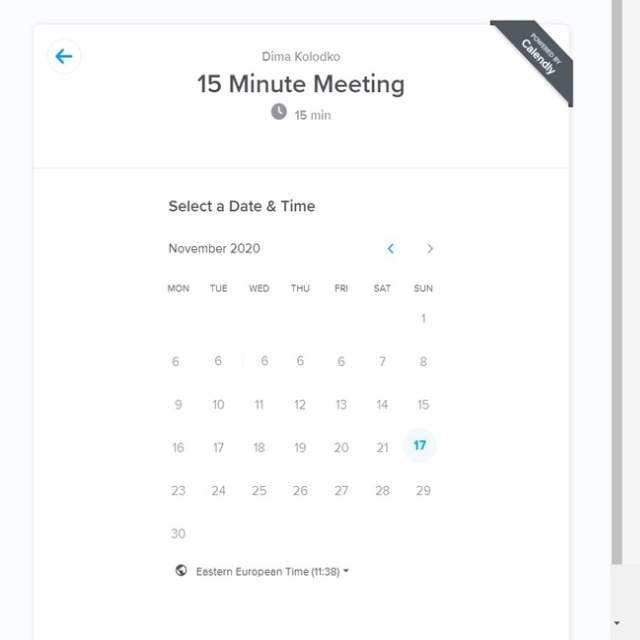 POWERED BY
Calendly
Dima Kolodko
15 Minute Meeting
15 min
Select a Date & Time
November 2020
MON TUE WED THU FRI SAT SUN
1
6 6 6 6 6 7 8
9 10 11 12 13 14 15
16 17 18 19 20 21 17
23 24 25 26 27 28 29
30
Eastern European Time (11:38)